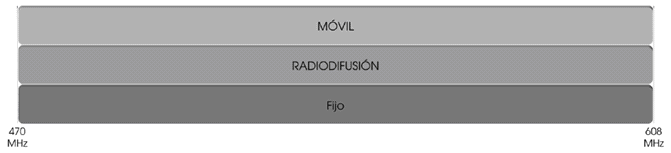 MÓVIL
RADIODIFUSIÓN
Fijo
470 608
MHz MHz